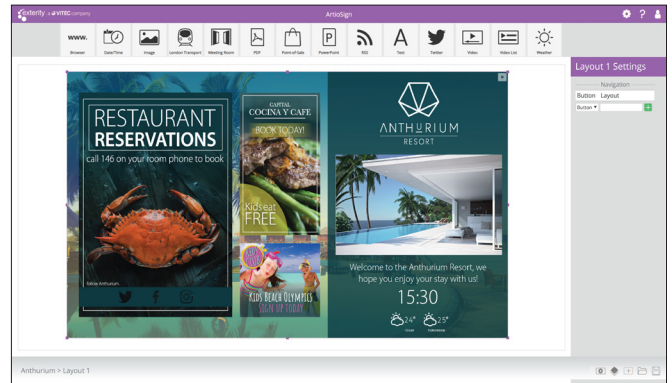 exterity a VITEC company
ArtioSign
www.
Browser
Date/Time
Image
London Transport
Meeting Room
PDF
Point of Sale
P
PowerPoint
RSS
A
Text
Twitter
Video
Video List
Weather
Layout 1 Settings
Navigation
Button Layout
Button
RESTAURANT
RESERVATIONS
call 146 on your room phone to book
follow Anthurium
CAPITAL
COCINA Y CAFE
BOOK TODAY!
Kids eat
FREE
KIDS BEACH OLYMPICS
SIGN UP TODAY
ANTHURIUM
RESORT
Welcome to the Anthurium Resort, we
hope you enjoy your stay with us!
15:30
24° 25°
TODAY TOMORROW
Anthurium > Layout 1